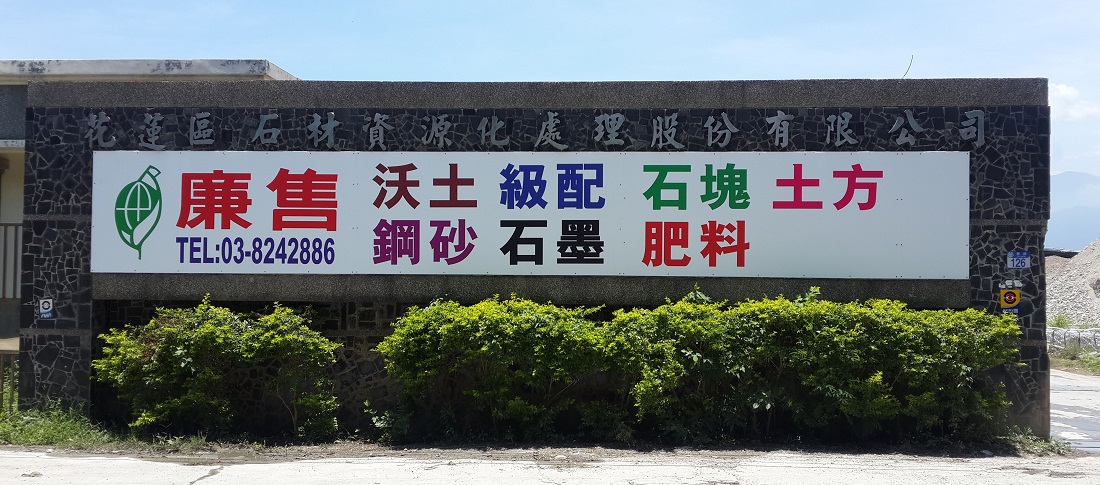 花蓮區石材資源化處理股份有限公司
廉售
TEL:03-8242886
沃土 級配 石塊 土方
鋼砂 石墨 肥料
126